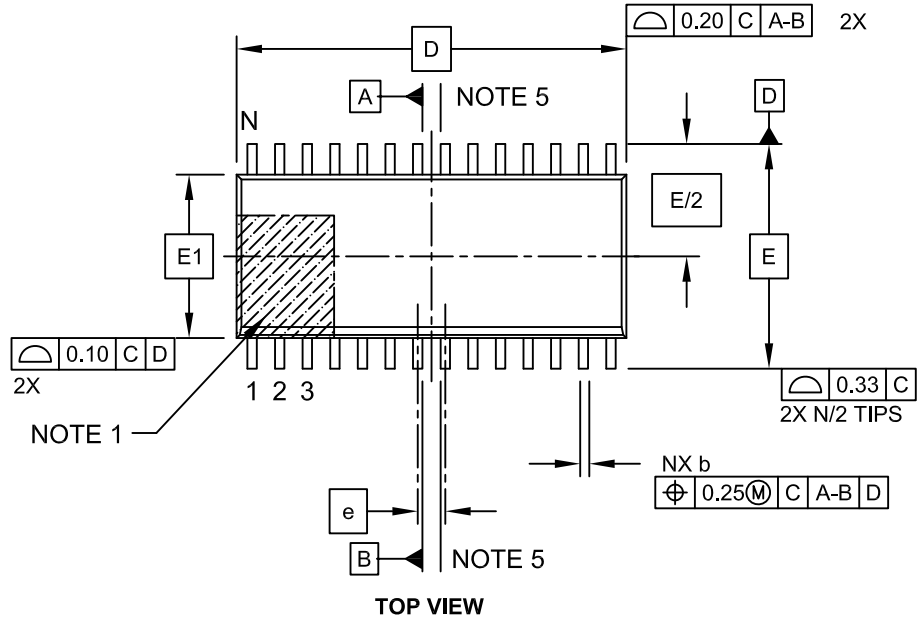 ⌓ 0.20 C A-B 2X
D
A NOTE 5
D
N
E/2
E1
E
⌓ 0.10 C D
2X
⌓ 0.33 C
2X N/2 TIPS
1 2 3
NOTE 1
NX b
⌖ 0.25Ⓜ C A-B D
e
B NOTE 5
TOP VIEW